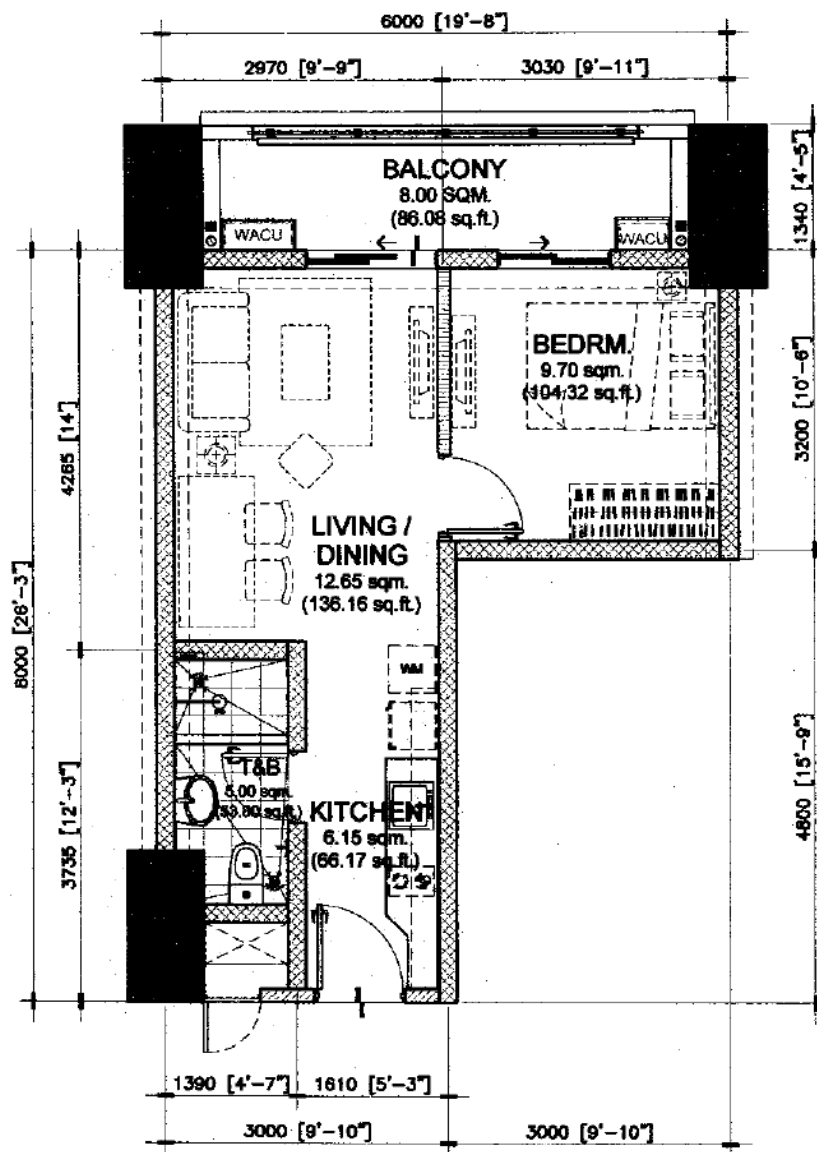 6000 [19'-8"]
2970 [9'-9"]
3030 [9'-11"]
BALCONY
8.00 SQM.
(86.08 sq.ft.)
WACU
WACU
1340 [4'-5"]
BEDRM.
9.70 sqm.
(104.32 sq.ft.)
4265 [14']
3200 [10'-6"]
LIVING /
DINING
12.65 sqm.
(136.16 sq.ft.)
8000 [26'-3"]
WM
T&B
5.00 sqm.
(53.80 sq.ft.)
KITCHEN
6.15 sqm.
(66.17 sq.ft.)
3735 [12'-3"]
4800 [15'-9"]
1390 [4'-7"]
1610 [5'-3"]
3000 [9'-10"]
3000 [9'-10"]